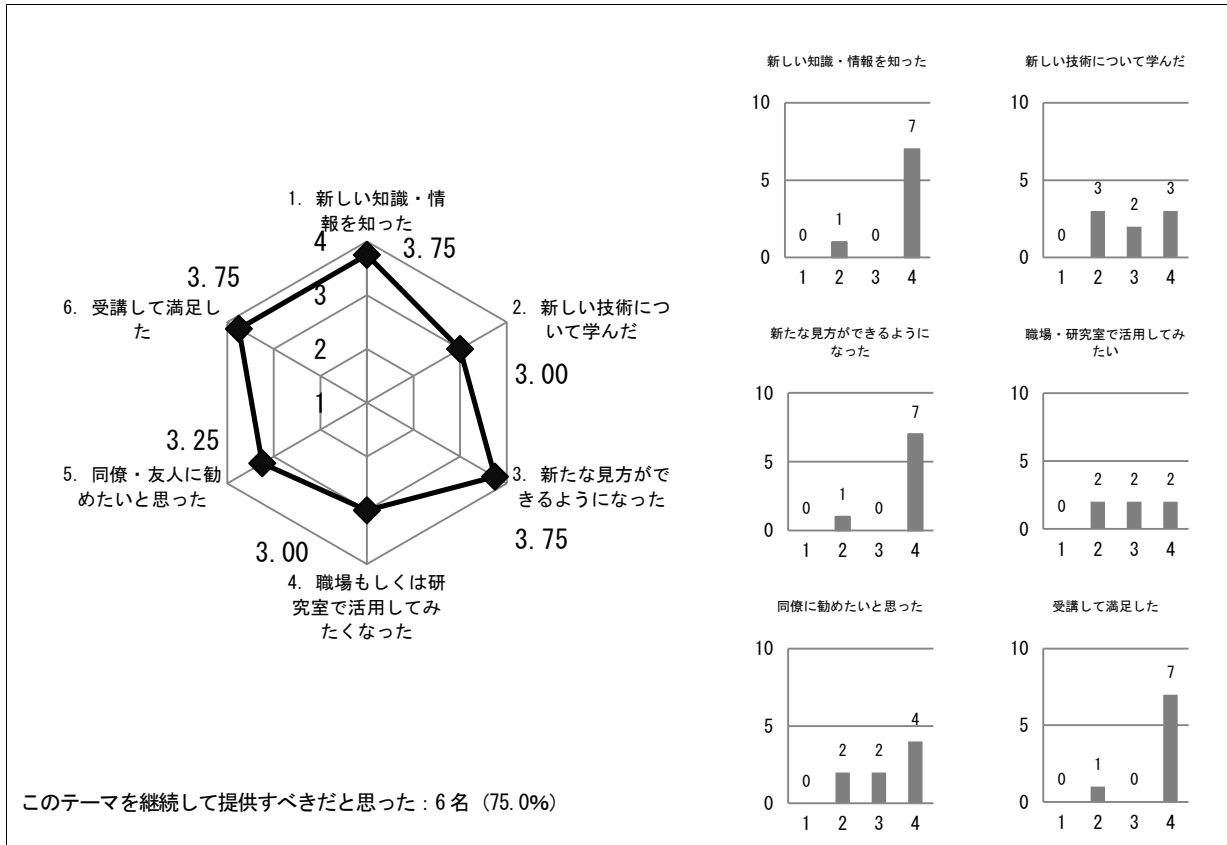 1. 新しい知識・情
報を知った
4
3.75
3
2
1
2. 新しい技術につ
いて学んだ
3.00
3. 新たな見方がで
きるようになった
3.75
4. 職場もしくは研
究室で活用してみ
たくなった
3.00
5. 同僚・友人に勧
めたいと思った
3.25
6. 受講して満足し
た
3.75
このテーマを継続して提供すべきだと思った：6名（75.0%）
新しい知識・情報を知った
10
5
0
0
1
0
7
1 2 3 4
新しい技術について学んだ
10
5
0
0
3
2
3
1 2 3 4
新たな見方ができるように
なった
10
5
0
0
1
0
7
1 2 3 4
職場・研究室で活用してみ
たい
10
5
0
0
2
2
2
1 2 3 4
同僚に勧めたいと思った
10
5
0
0
2
2
4
1 2 3 4
受講して満足した
10
5
0
0
1
0
7
1 2 3 4